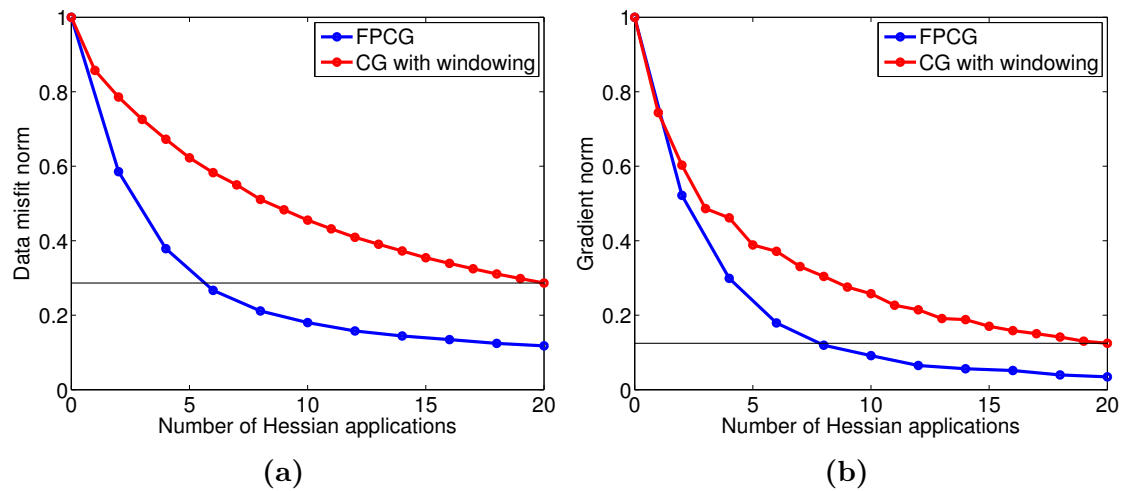 FPCG
CG with windowing
1
0.8
0.6
0.4
0.2
0
Data misfit norm
0 5 10 15 20
Number of Hessian applications
(a)
FPCG
CG with windowing
1
0.8
0.6
0.4
0.2
0
Gradient norm
0 5 10 15 20
Number of Hessian applications
(b)